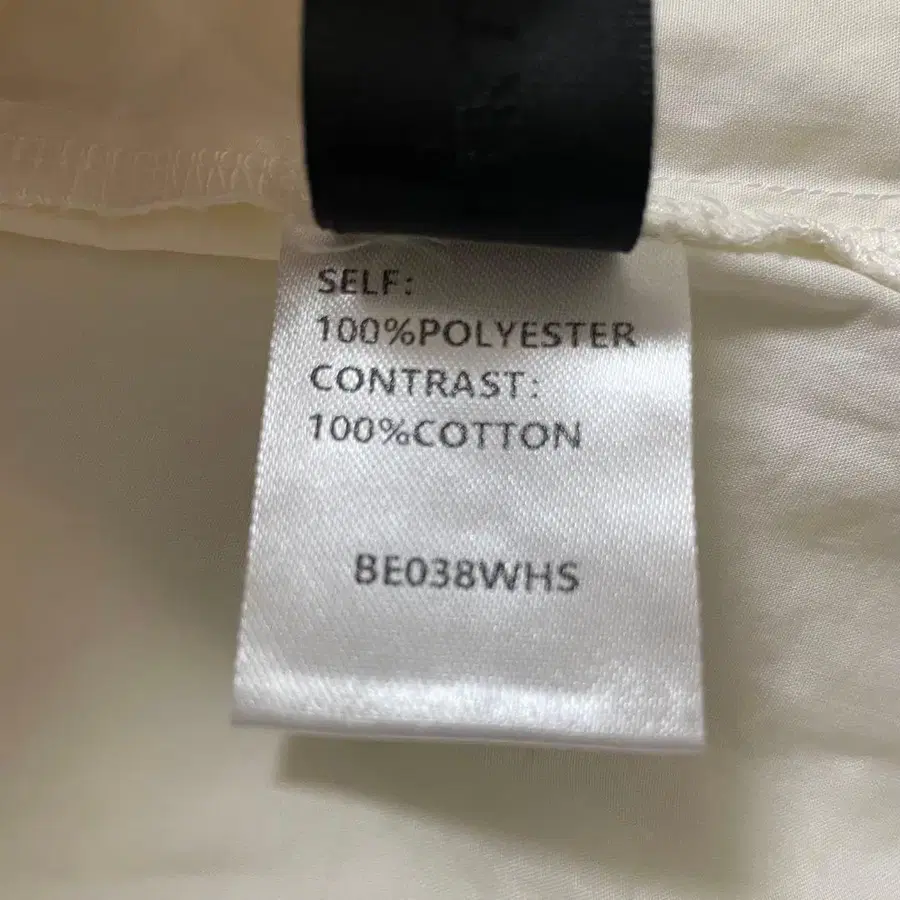 SELF:
100%POLYESTER
CONTRAST:
100%COTTON
BE038WHS